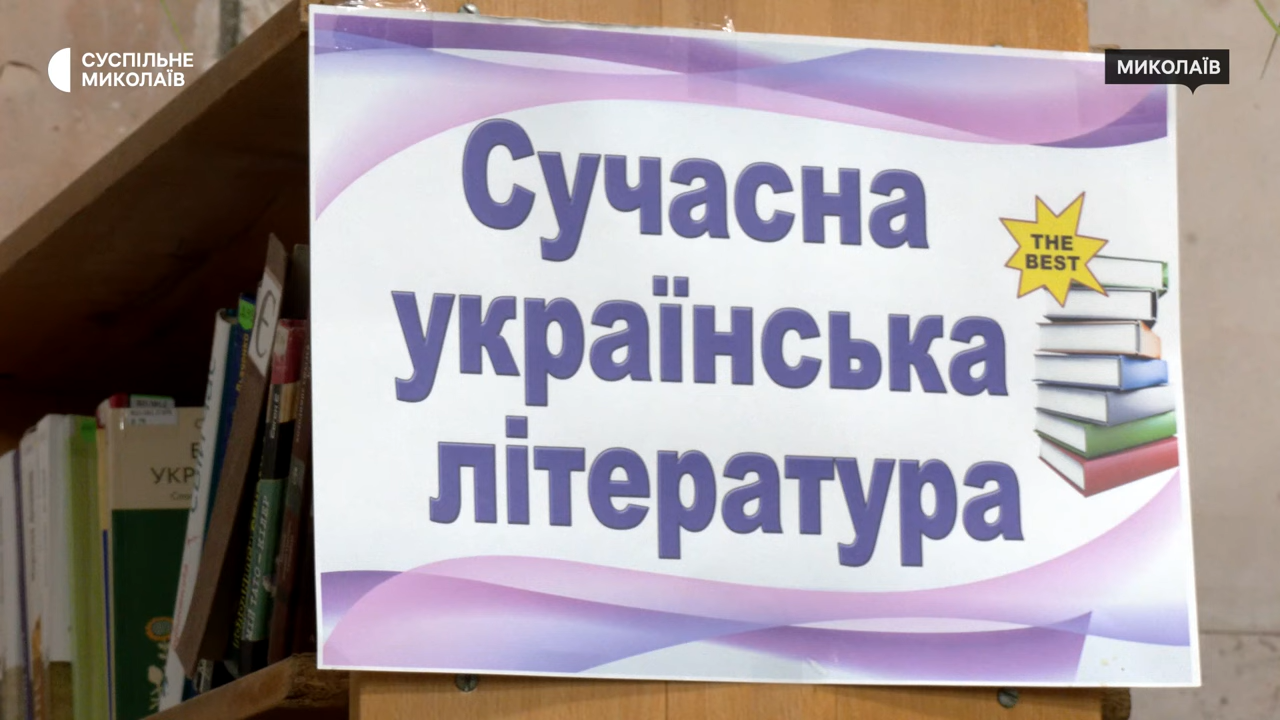 СУСПІЛЬНЕ
МИКОЛАЇВ
МИКОЛАЇВ
Сучасна
українська
література
THE
BEST